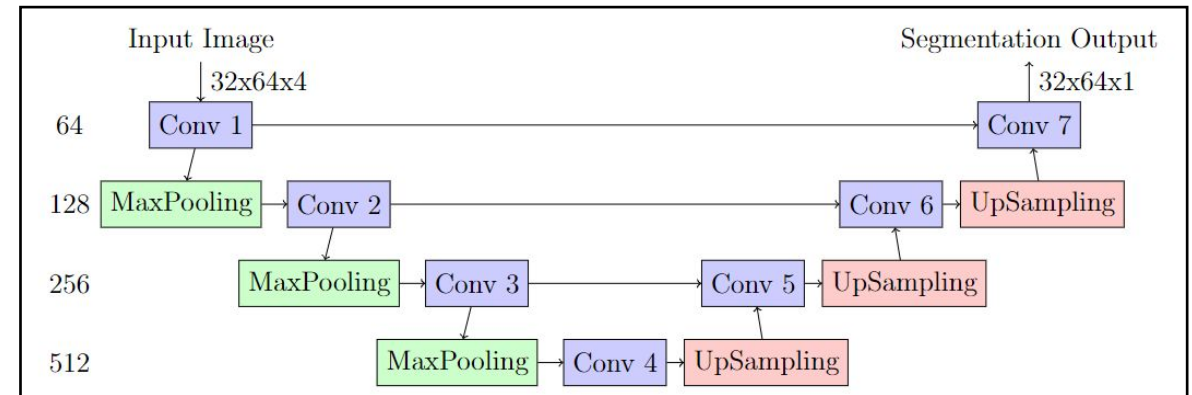 Input Image Segmentation Output
32x64x4 32x64x1
64 Conv 1 Conv 7
128 MaxPooling Conv 2 Conv 6 UpSampling
256 MaxPooling Conv 3 Conv 5 UpSampling
512 MaxPooling Conv 4 UpSampling